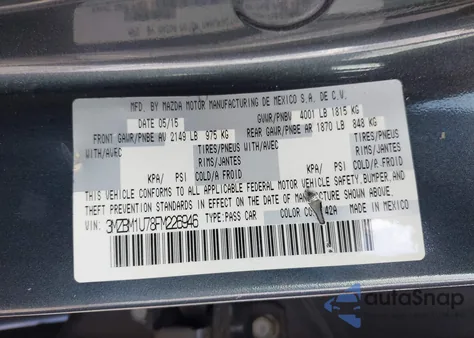 MFD. BY MAZDA MOTOR MANUFACTURING DE MEXICO S.A. DE C.V.
DATE 05/15 GVWR/PNBV 4001 LB 1815 KG
FRONT GAWR/PNBE AV 2149 LB 975 KG REAR GAWR/PNBE AR 1870 LB 848 KG
WITH/AVEC TIRES/PNEUS WITH/AVEC TIRES/PNEUS
RIMS/JANTES RIMS/JANTES
KPA/ PSI COLD/A FROID KPA/ PSI COLD/A FROID
THIS VEHICLE CONFORMS TO ALL APPLICABLE FEDERAL MOTOR VEHICLE SAFETY, BUMPER, AND
THEFT PREVENTION STANDARDS IN EFFECT ON THE DATE OF MANUFACTURE SHOWN ABOVE.
VIN: 3MZBM1U78FM226946 TYPE:PASS CAR COLOR 42A
autoSnap